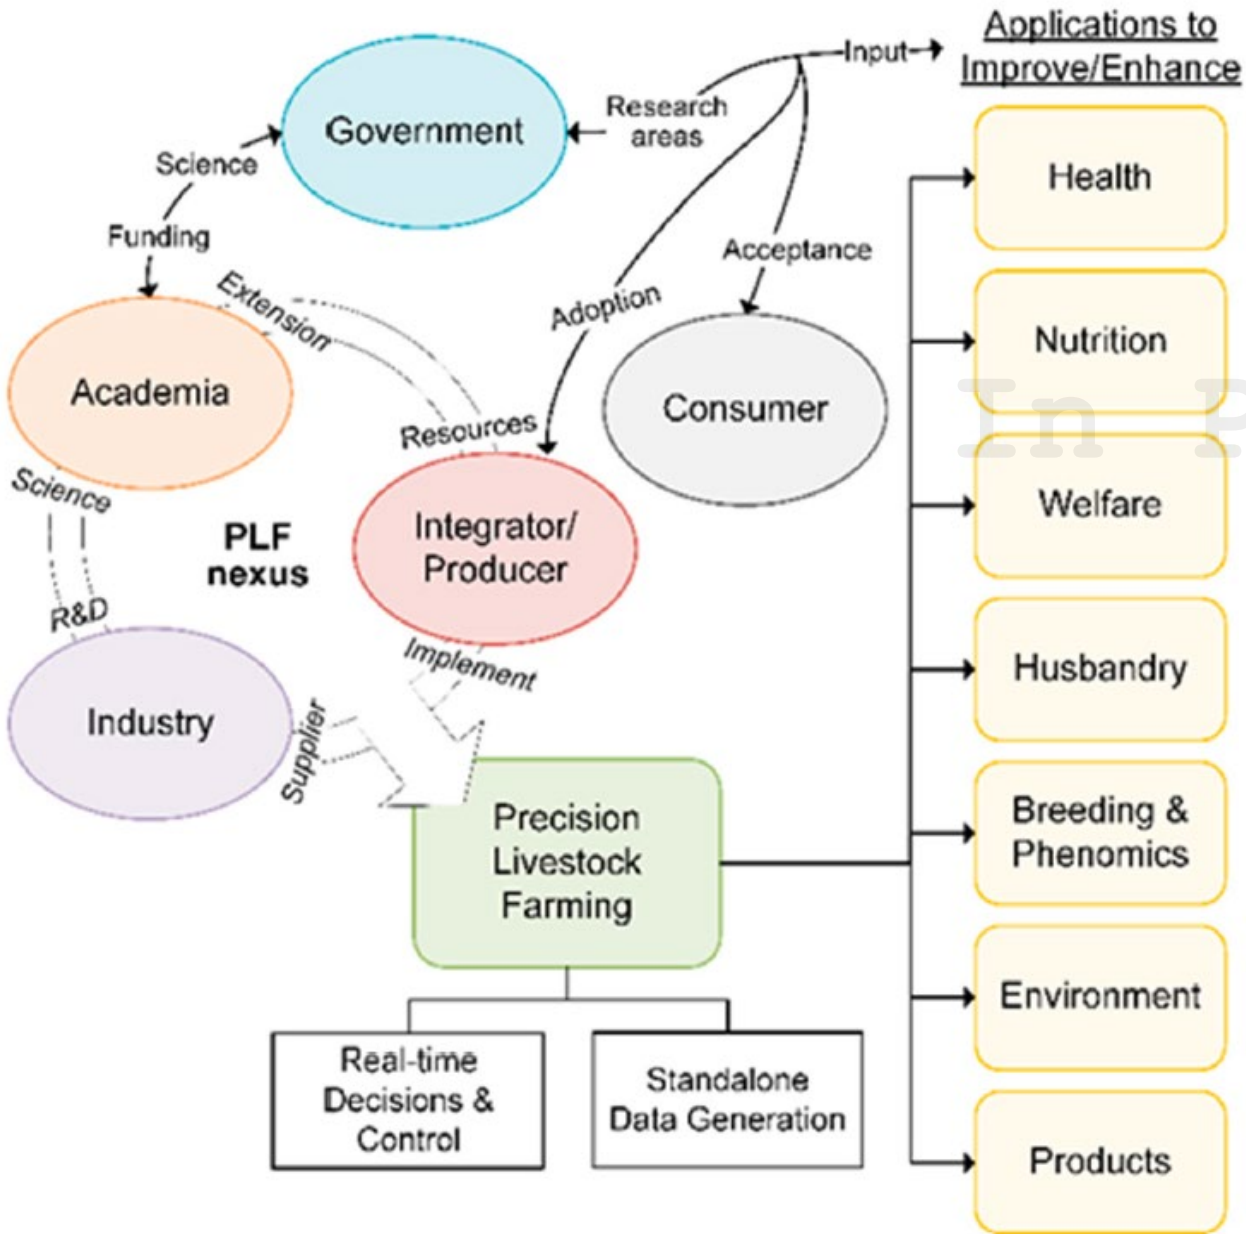 Applications to
Improve/Enhance
Input
Research
areas
Government
Science
Funding
Health
Acceptance
Extension
Adoption
Nutrition
Academia
Consumer
In P
Resources
Science
Welfare
Integrator/
Producer
PLF
nexus
R&D
Implement
Husbandry
Industry
Supplier
Precision
Livestock
Farming
Breeding &
Phenomics
Environment
Real-time
Decisions &
Control
Standalone
Data Generation
Products